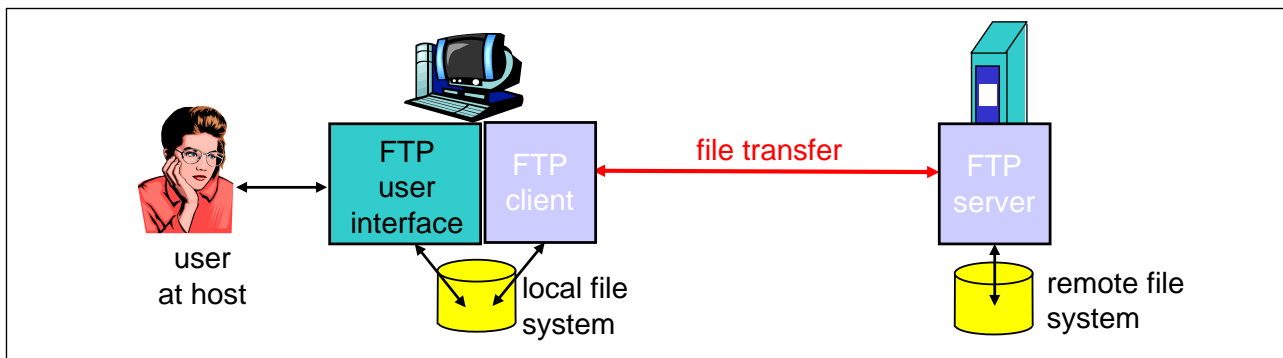 FTP
user
interface
FTP
client
file transfer
FTP
server
user
at host
local file
system
remote file
system